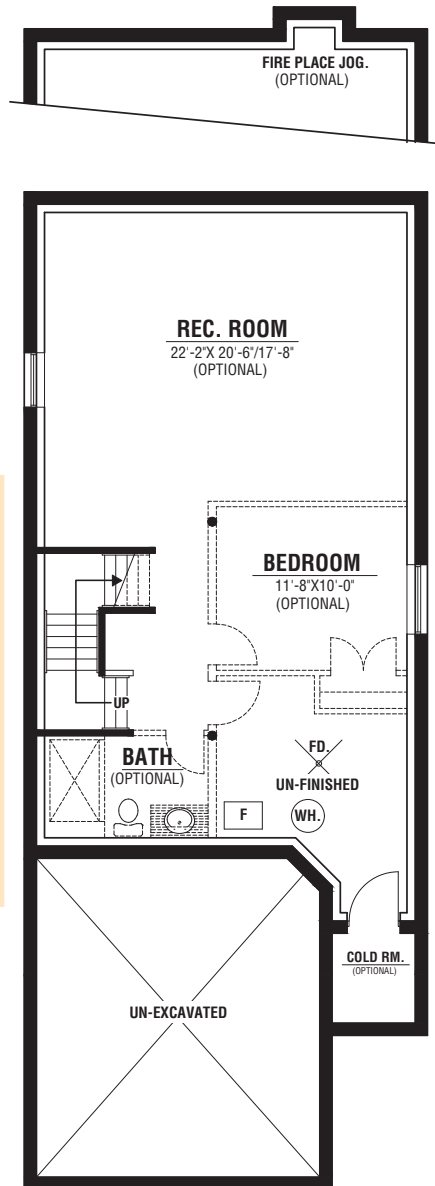 FIRE PLACE JOG.
(OPTIONAL)
REC. ROOM
22'-2"X 20'-6"/17'-8"
(OPTIONAL)
BEDROOM
11'-8"X10'-0"
(OPTIONAL)
UP
BATH
(OPTIONAL)
FD.
UN-FINISHED
F
WH.
COLD RM.
(OPTIONAL)
UN-EXCAVATED